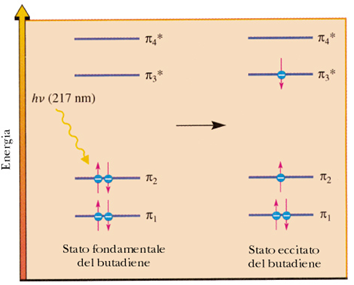 π₄* π₄*
π₃* π₃*
hν (217 nm)
Energia
π₂ π₂
π₁ π₁
Stato fondamentale
del butadiene
Stato eccitato
del butadiene